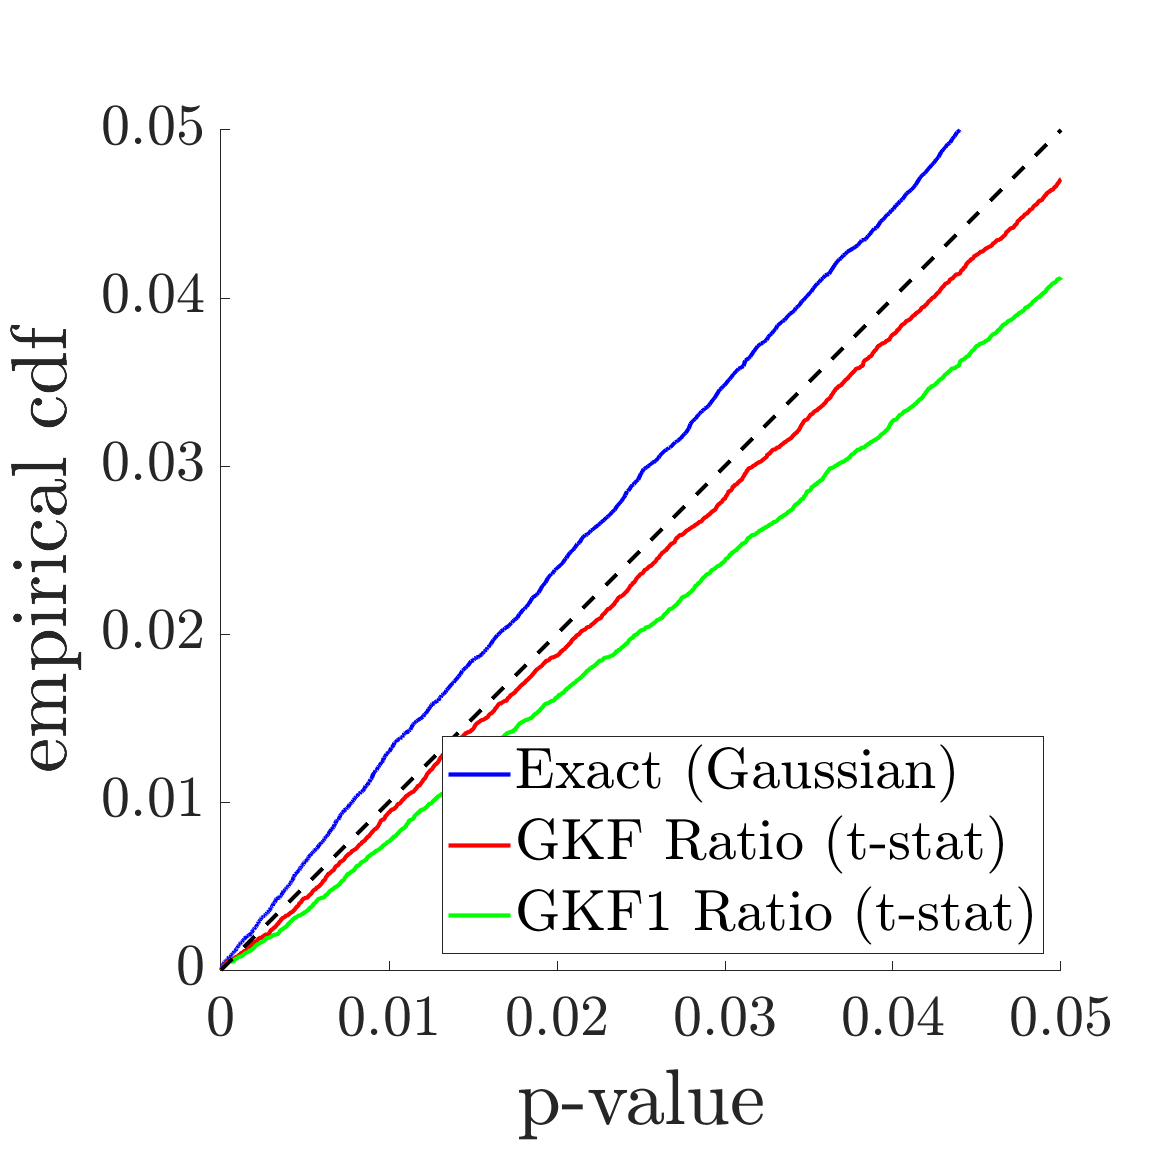 0.05
0.04
0.03
0.02
0.01
0
empirical cdf
Exact (Gaussian)
GKF Ratio (t-stat)
GKF1 Ratio (t-stat)
0 0.01 0.02 0.03 0.04 0.05
p-value